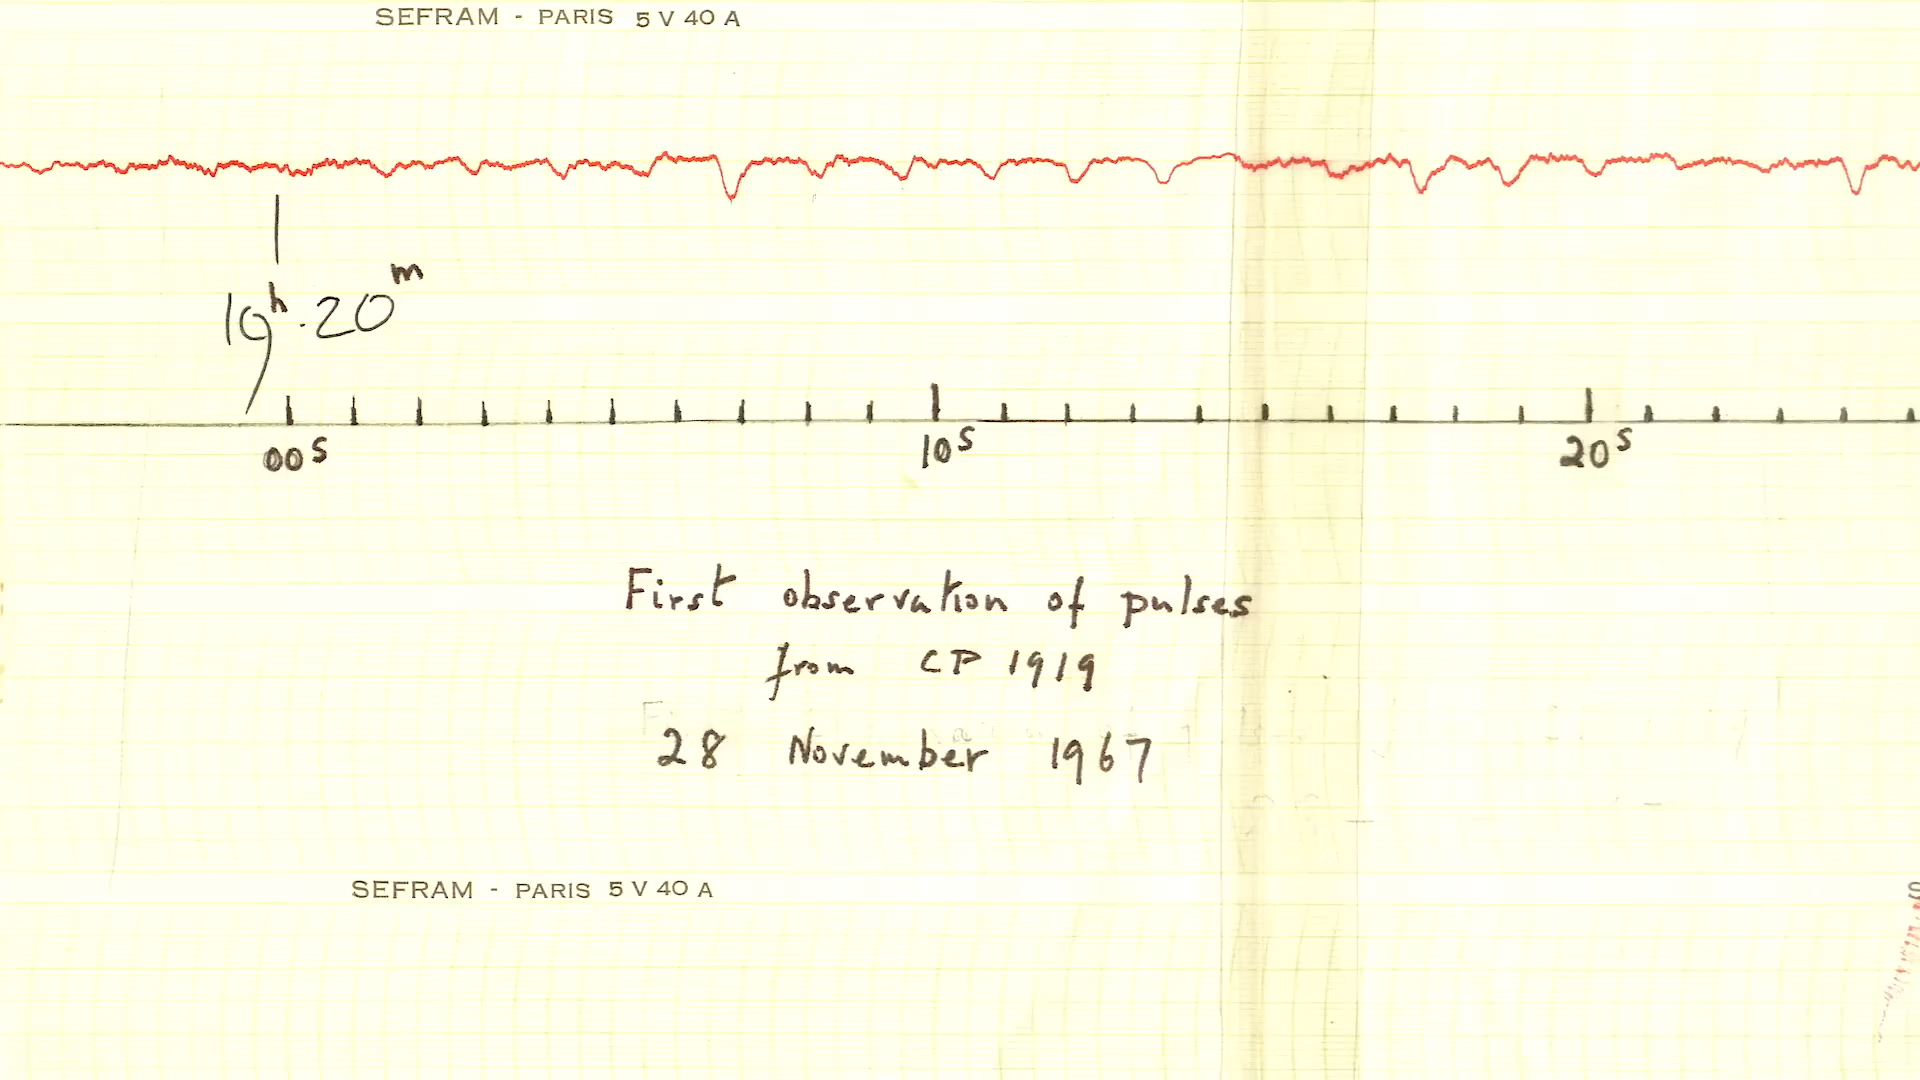 SEFRAM - PARIS 5 V 40 A
19h.20m
00s 10s 20s
First observation of pulses
from CP 1919
28 November 1967
SEFRAM - PARIS 5 V 40 A